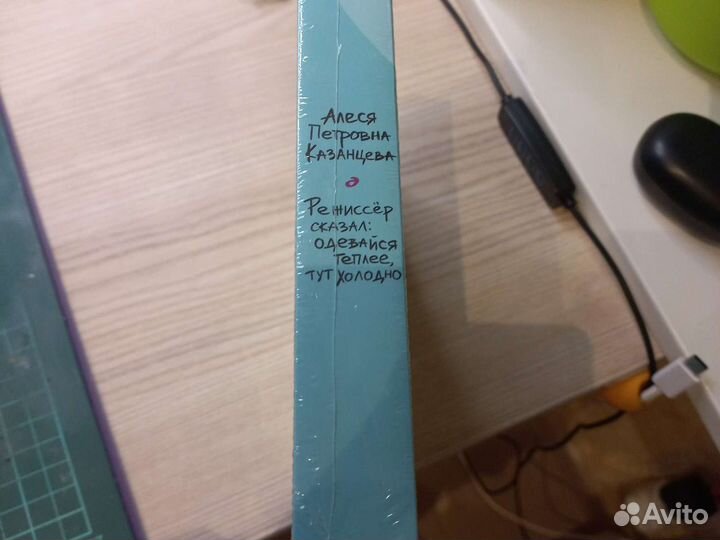 Алеся
Петровна
Казанцева
Режиссёр
сказал:
одевайся
теплее,
тут холодно
Avito